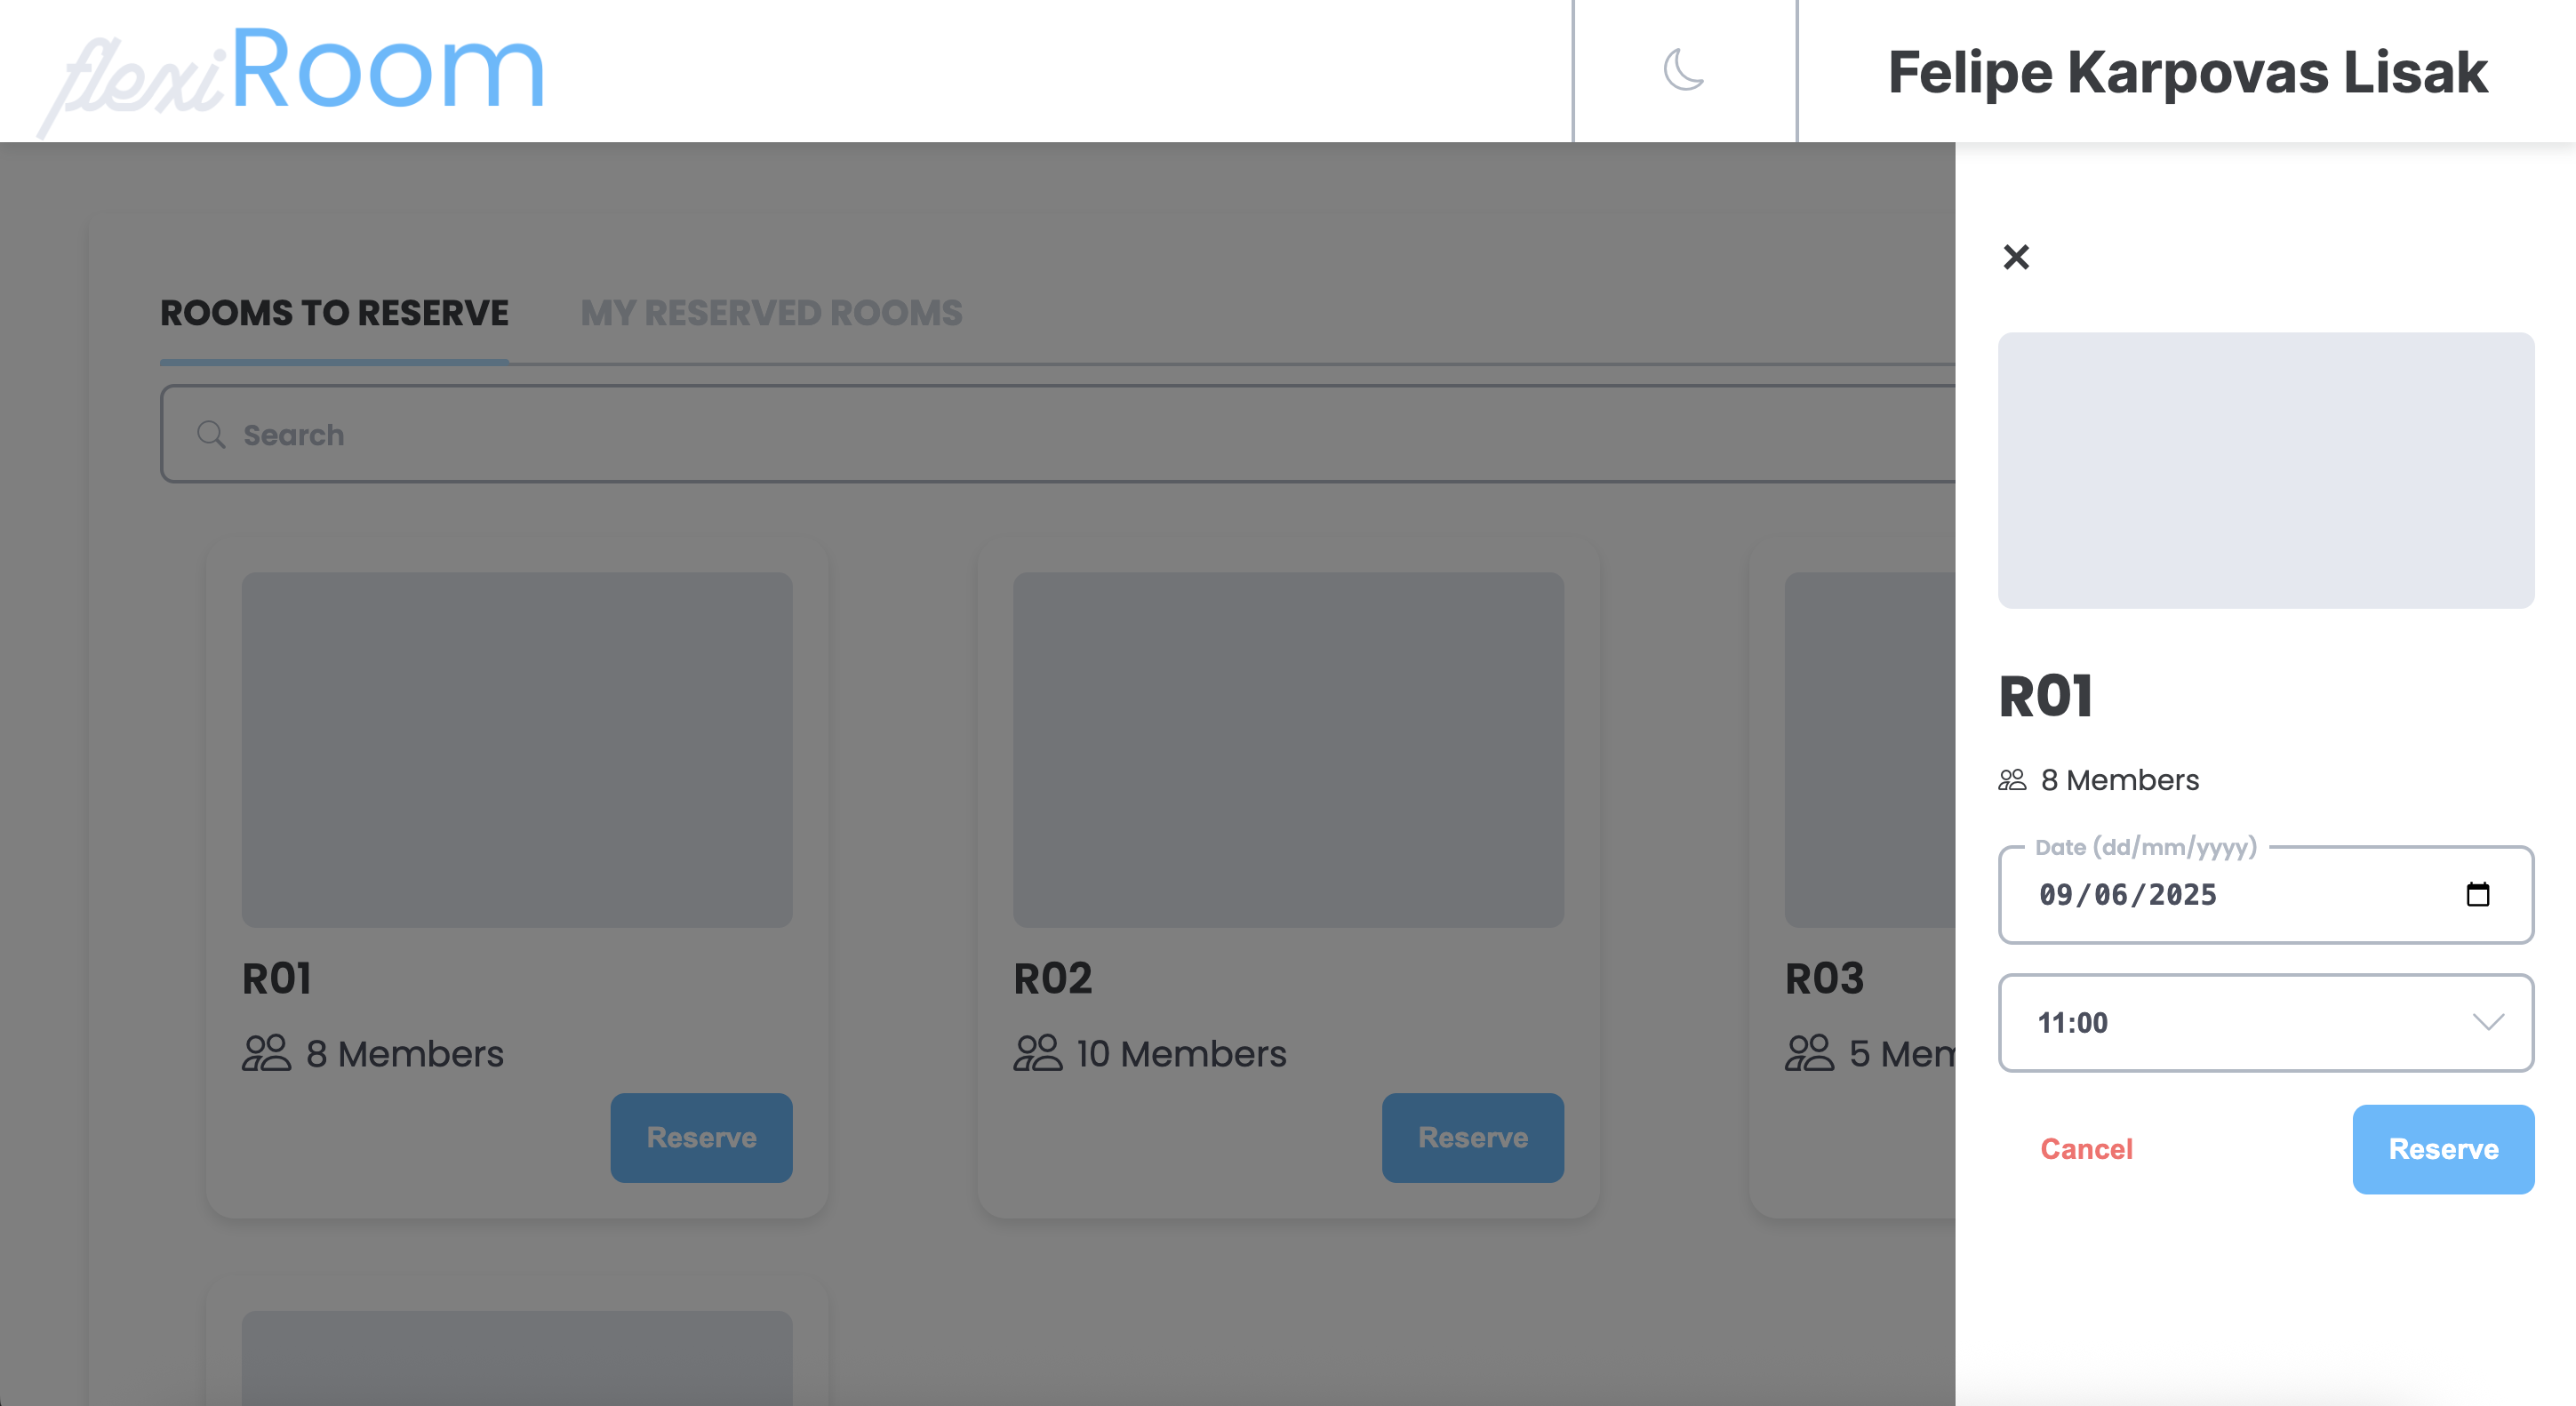 flexiRoom
Felipe Karpovas Lisak
ROOMS TO RESERVE
MY RESERVED ROOMS
Search
R01
8 Members
Reserve
R02
10 Members
Reserve
R03
5 Mem
R01
8 Members
Date (dd/mm/yyyy)
09/06/2025
11:00
Cancel
Reserve